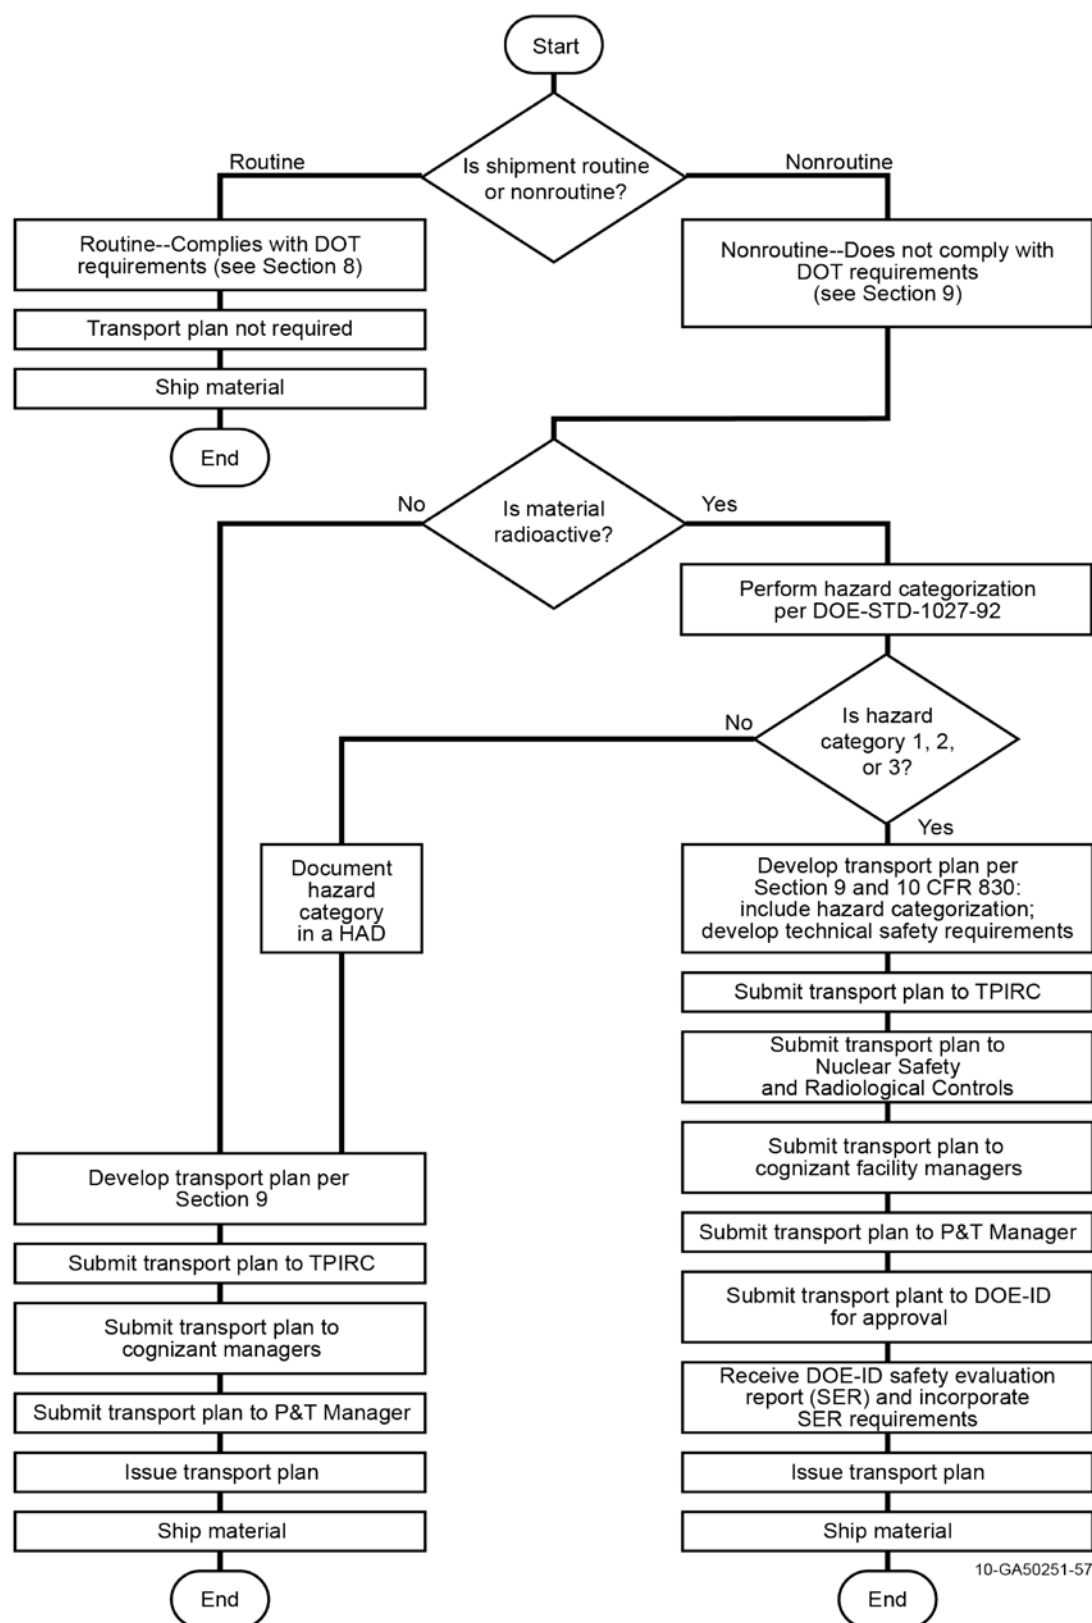 Start
Is shipment routine
or nonroutine?
Routine
Nonroutine
Routine--Complies with DOT
requirements (see Section 8)
Transport plan not required
Ship material
End
Nonroutine--Does not comply with
DOT requirements
(see Section 9)
Is material
radioactive?
No
Yes
Perform hazard categorization
per DOE-STD-1027-92
Is hazard
category 1, 2,
or 3?
No
Yes
Document
hazard
category
in a HAD
Develop transport plan per
Section 9
Submit transport plan to TPIRC
Submit transport plan to
cognizant managers
Submit transport plan to P&T Manager
Issue transport plan
Ship material
End
Develop transport plan per
Section 9 and 10 CFR 830:
include hazard categorization;
develop technical safety requirements
Submit transport plan to TPIRC
Submit transport plan to
Nuclear Safety
and Radiological Controls
Submit transport plan to
cognizant facility managers
Submit transport plan to P&T Manager
Submit transport plant to DOE-ID
for approval
Receive DOE-ID safety evaluation
report (SER) and incorporate
SER requirements
Issue transport plan
Ship material
End
10-GA50251-57